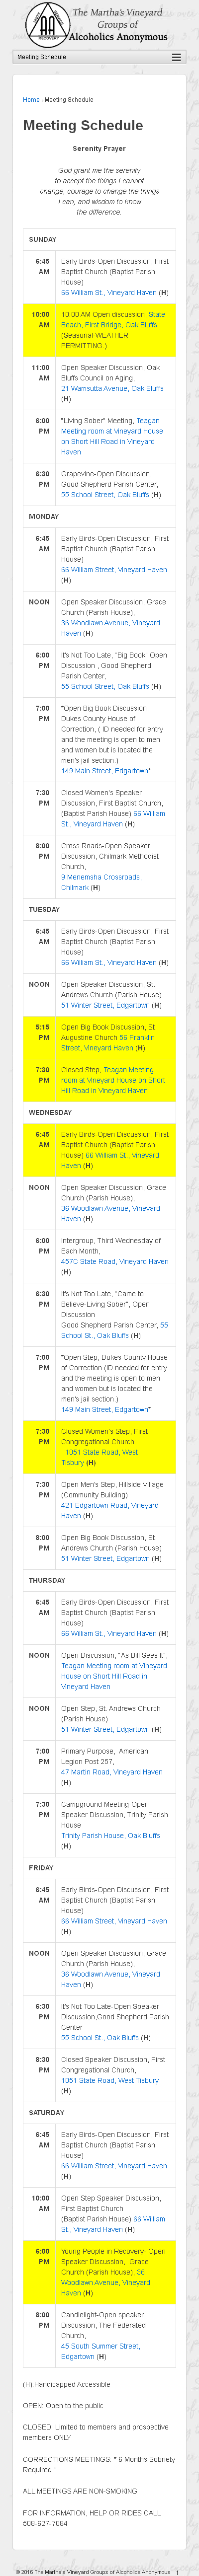 The Martha's Vineyard
Groups of
Alcoholics Anonymous
AA
RECOVERY
Meeting Schedule
Home › Meeting Schedule
Meeting Schedule
Serenity Prayer
God grant me the serenity
to accept the things I cannot
change, courage to change the things
I can, and wisdom to know
the difference.
SUNDAY
6:45 AM
Early Birds-Open Discussion, First
Baptist Church (Baptist Parish
House)
66 William St., Vineyard Haven (H)
10:00 AM
10:00 AM Open discussion, State
Beach, First Bridge, Oak Bluffs
(Seasonal-WEATHER
PERMITTING.)
11:00 AM
Open Speaker Discussion, Oak
Bluffs Council on Aging,
21 Wamsutta Avenue, Oak Bluffs
(H)
6:00 PM
"Living Sober" Meeting, Teagan
Meeting room at Vineyard House
on Short Hill Road in Vineyard
Haven
6:30 PM
Grapevine-Open Discussion,
Good Shepherd Parish Center,
55 School Street, Oak Bluffs (H)
MONDAY
6:45 AM
Early Birds-Open Discussion, First
Baptist Church (Baptist Parish
House)
66 William Street, Vineyard Haven
(H)
NOON
Open Speaker Discussion, Grace
Church (Parish House),
36 Woodlawn Avenue, Vineyard
Haven (H)
6:00 PM
It's Not Too Late, "Big Book" Open
Discussion , Good Shepherd
Parish Center,
55 School Street, Oak Bluffs (H)
7:00 PM
*Open Big Book Discussion,
Dukes County House of
Correction, ( ID needed for entry
and the meeting is open to men
and women but is located the
men's jail section.)
149 Main Street, Edgartown*
7:30 PM
Closed Women's Speaker
Discussion, First Baptist Church,
(Baptist Parish House) 66 William
St., Vineyard Haven (H)
8:00 PM
Cross Roads-Open Speaker
Discussion, Chilmark Methodist
Church,
9 Menemsha Crossroads,
Chilmark (H)
TUESDAY
6:45 AM
Early Birds-Open Discussion, First
Baptist Church (Baptist Parish
House)
66 William St., Vineyard Haven (H)
NOON
Open Speaker Discussion, St.
Andrews Church (Parish House)
51 Winter Street, Edgartown (H)
5:15 PM
Open Big Book Discussion, St.
Augustine Church 56 Franklin
Street, Vineyard Haven (H)
7:30 PM
Closed Step, Teagan Meeting
room at Vineyard House on Short
Hill Road in Vineyard Haven
WEDNESDAY
6:45 AM
Early Birds-Open Discussion, First
Baptist Church (Baptist Parish
House) 66 William St., Vineyard
Haven (H)
NOON
Open Speaker Discussion, Grace
Church (Parish House),
36 Woodlawn Avenue, Vineyard
Haven (H)
6:00 PM
Intergroup, Third Wednesday of
Each Month,
457C State Road, Vineyard Haven
(H)
6:30 PM
It's Not Too Late, "Came to
Believe-Living Sober", Open
Discussion
Good Shepherd Parish Center, 55
School St., Oak Bluffs (H)
7:00 PM
*Open Step, Dukes County House
of Correction (ID needed for entry
and the meeting is open to men
and women but is located the
men's jail section.)
149 Main Street, Edgartown*
7:30 PM
Closed Women's Step, First
Congregational Church
1051 State Road, West
Tisbury (H)
7:30 PM
Open Men's Step, Hillside Village
(Community Building)
421 Edgartown Road, Vineyard
Haven (H)
8:00 PM
Open Big Book Discussion, St.
Andrews Church (Parish House)
51 Winter Street, Edgartown (H)
THURSDAY
6:45 AM
Early Birds-Open Discussion, First
Baptist Church (Baptist Parish
House)
66 William St., Vineyard Haven (H)
NOON
Open Discussion, "As Bill Sees It",
Teagan Meeting room at Vineyard
House on Short Hill Road in
Vineyard Haven
NOON
Open Step, St. Andrews Church
(Parish House)
51 Winter Street, Edgartown (H)
7:00 PM
Primary Purpose, American
Legion Post 257,
47 Martin Road, Vineyard Haven
(H)
7:30 PM
Campground Meeting-Open
Speaker Discussion, Trinity Parish
House
Trinity Parish House, Oak Bluffs
(H)
FRIDAY
6:45 AM
Early Birds-Open Discussion, First
Baptist Church (Baptist Parish
House)
66 William Street, Vineyard Haven
(H)
NOON
Open Speaker Discussion, Grace
Church (Parish House),
36 Woodlawn Avenue, Vineyard
Haven (H)
6:30 PM
It's Not Too Late-Open Speaker
Discussion,Good Shepherd Parish
Center
55 School St., Oak Bluffs (H)
8:30 PM
Closed Speaker Discussion, First
Congregational Church,
1051 State Road, West Tisbury
(H)
SATURDAY
6:45 AM
Early Birds-Open Discussion, First
Baptist Church (Baptist Parish
House)
66 William Street, Vineyard Haven
(H)
10:00 AM
Open Step Speaker Discussion,
First Baptist Church
(Baptist Parish House) 66 William
St., Vineyard Haven (H)
6:00 PM
Young People in Recovery- Open
Speaker Discussion, Grace
Church (Parish House), 36
Woodlawn Avenue, Vineyard
Haven (H)
8:00 PM
Candlelight-Open speaker
Discussion, The Federated
Church,
45 South Summer Street,
Edgartown (H)
(H):Handicapped Accessible
OPEN: Open to the public
CLOSED: Limited to members and prospective
members ONLY
CORRECTIONS MEETINGS: * 6 Months Sobriety
Required *
ALL MEETINGS ARE NON-SMOKING
FOR INFORMATION, HELP OR RIDES CALL
508-627-7084
© 2016 The Martha's Vineyard Groups of Alcoholics Anonymous ↑